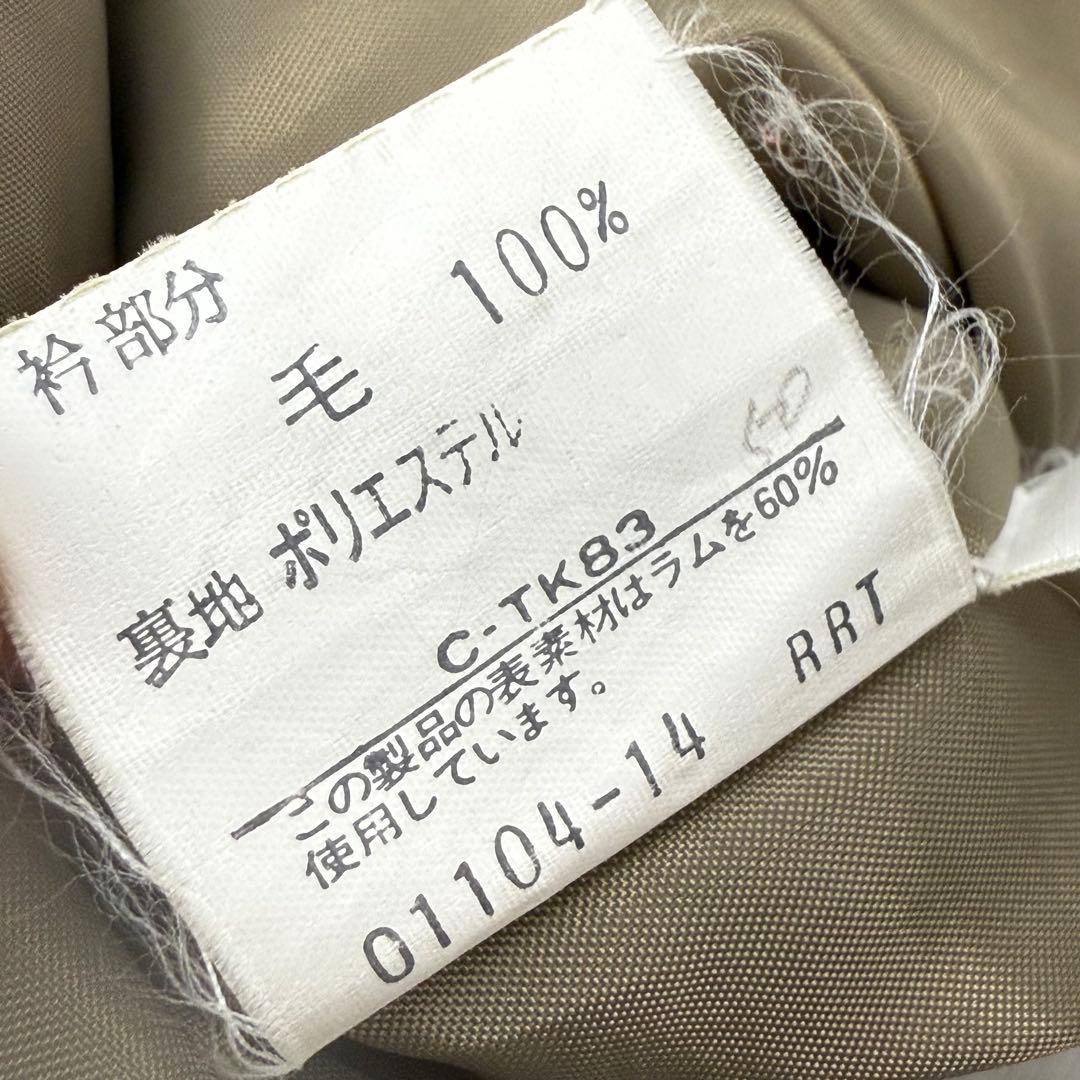 衿部分
毛 100%
裏地 ポリエステル
C-TK83
この製品の表素材はラムを60%
使用しています。
01104-14 RRT